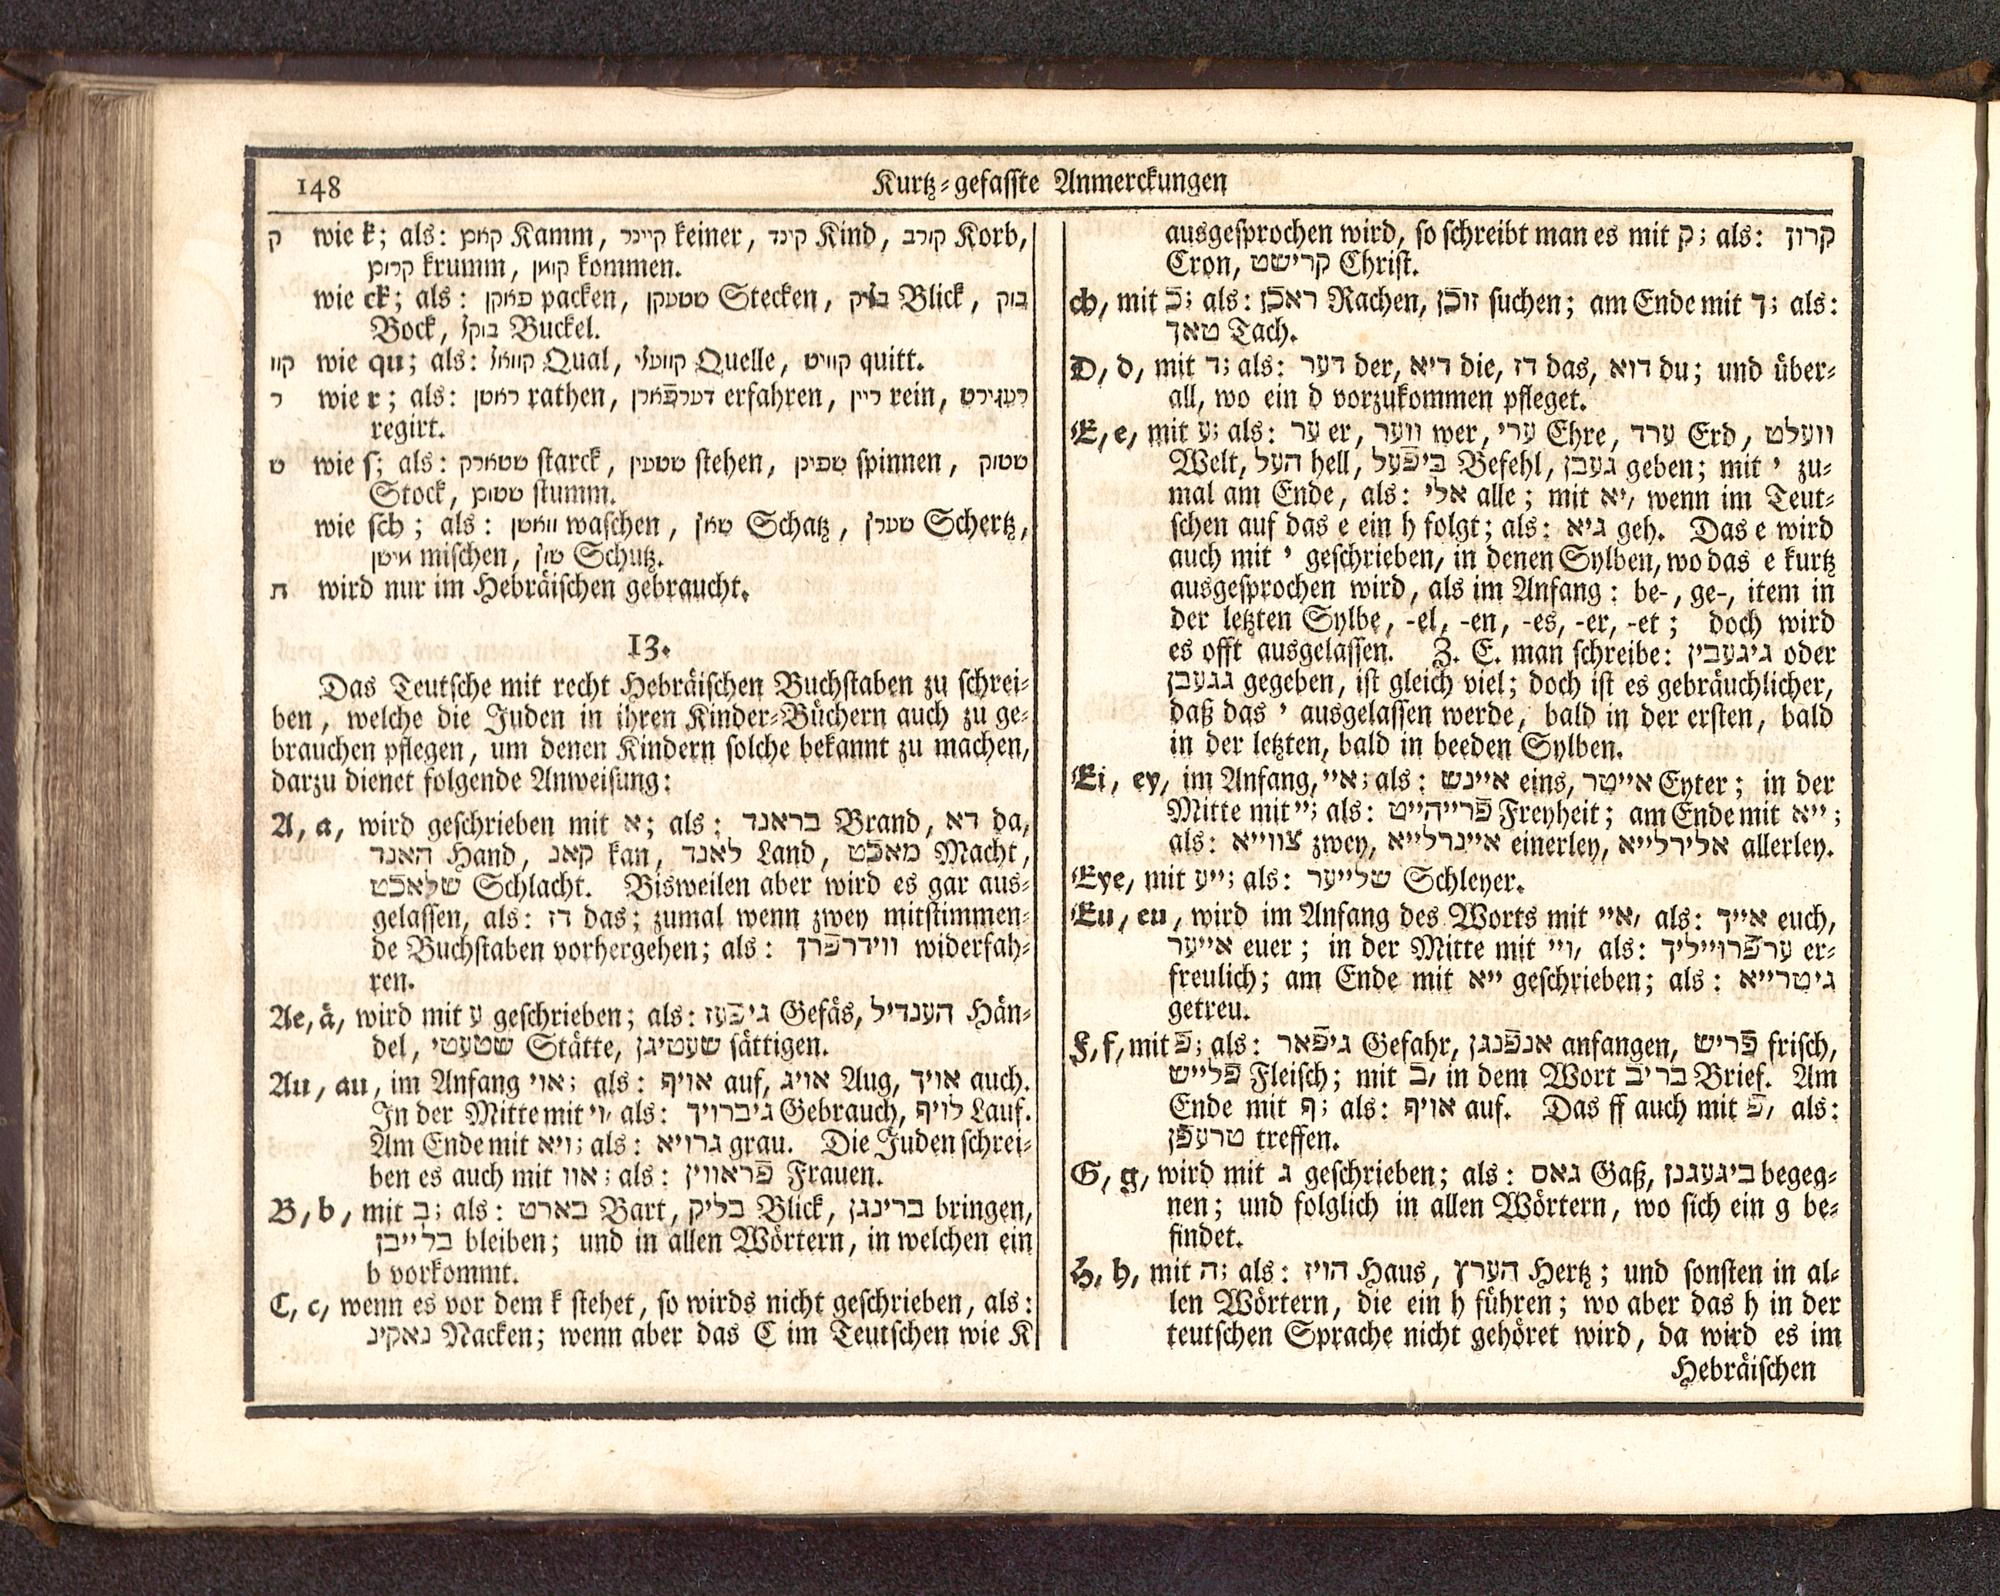 148
Kurtz-gefasste Anmerckungen
ק wie k; als: קאם Kamm, קיינר keiner, קינד Kind, קורב Korb,
קרום krumm, קומן kommen.
wie ck; als: פאקן packen, שטעקן Stecken, בליק Blick, בוק
Bock, בוקל Buckel.
קוו wie qu; als: קוואל Qual, קוועלי Quelle, קוויט quitt.
ר wie r; als: ראטן rathen, דערפֿארן erfahren, ריין rein, רעגירט
regirt.
ש wie s; als: שטארק starck, שטעין stehen, שפינן spinnen, שטוק
Stock, שטום stumm.
wie sch; als: וואשן waschen, שאץ Schatz, שערץ Schertz,
מישן mischen, שוץ Schutz.
ת wird nur im Hebräischen gebraucht.
13.
Das Teutsche mit recht Hebräischen Buchstaben zu schrei-
ben, welche die Juden in ihren Kinder-Büchern auch zu ge-
brauchen pflegen, um denen Kindern solche bekannt zu machen,
darzu dienet folgende Anweisung:
A, a, wird geschrieben mit א; als: בראנד Brand, דא da,
האנד Hand, קאנ kan, לאנד Land, מאכֿט Macht,
שלאכֿט Schlacht. Bisweilen aber wird es gar aus-
gelassen, als: דז das; zumal wenn zwey mitstimmen-
de Buchstaben vorhergehen; als: ווידרפֿרן widerfah-
ren.
Ae, ä, wird mit ע geschrieben; als: גיפֿעז Gefäs, הענדיל Hän-
del, שטעטי Stätte, שעטיגן sättigen.
Au, au, im Anfang אוי; als: אויף auf, אויג Aug, אויך auch.
In der Mitte mit וי, als: גיברויך Gebrauch, לויף Lauf.
Am Ende mit ויא; als: גרויא grau. Die Juden schrei-
ben es auch mit אוו; als: פֿראווין Frauen.
B, b, mit ב; als: בארט Bart, בליק Blick, ברינגן bringen,
בלייבן bleiben; und in allen Wörtern, in welchen ein
b vorkommt.
C, c, wenn es vor dem k stehet, so wirds nicht geschrieben, als:
נאקינ Nacken; wenn aber das C im Teutschen wie K
ausgesprochen wird, so schreibt man es mit ק; als: קרון
Cron, קרישט Christ.
ch, mit כֿ; als: ראכֿן Rachen, זוכֿן suchen; am Ende mit ך; als:
טאך Tach.
D, d, mit ד; als: דער der, דיא die, דז das, דוא du; und über-
all, wo ein d vorzukommen pfleget.
E, e, mit ע; als: ער er, ווער wer, ערי Ehre, ערד Erd, וועלט
Welt, העל hell, ביפֿעל Befehl, געבן geben; mit י zu-
mal am Ende, als: אלי alle; mit יא, wenn im Teut-
schen auf das e ein h folgt; als: גיא geh. Das e wird
auch mit י geschrieben, in denen Sylben, wo das e kurtz
ausgesprochen wird, als im Anfang: be-, ge-, item in
der letzten Sylbe, -el, -en, -es, -er, -et; doch wird
es offt ausgelassen. Z. E. man schreibe: גיגעבין oder
גגעבן gegeben, ist gleich viel; doch ist es gebräuchlicher,
daß das י ausgelassen werde, bald in der ersten, bald
in der letzten, bald in beeden Sylben.
Ei, ey, im Anfang, איי; als: איינש eins, אייטר Eyter; in der
Mitte mit יי; als: פֿרייהייט Freyheit; am Ende mit ייא;
als: צווייא zwey, איינרלייא einerley, אלירלייא allerley.
Eye, mit ייע; als: שלייער Schleyer.
Eu, eu, wird im Anfang des Worts mit איי, als: אייך euch,
אייער euer; in der Mitte mit ויי, als: ערפֿרוייליך er-
freulich; am Ende mit ייא geschrieben; als: גיטרייא
getreu.
F, f, mit פֿ; als: גיפֿאר Gefahr, אנפֿנגן anfangen, פֿריש frisch,
פֿלייש Fleisch; mit בֿ, in dem Wort בריבֿ Brief. Am
Ende mit ף; als: אויף auf. Das ff auch mit פֿ, als:
טרעפֿן treffen.
G, g, wird mit ג geschrieben; als: גאס Gaß, ביגעגנן begeg-
nen; und folglich in allen Wörtern, wo sich ein g be-
findet.
H, h, mit ה; als: הויז Haus, הערץ Hertz; und sonsten in al-
len Wörtern, die ein h führen; wo aber das h in der
teutschen Sprache nicht gehöret wird, da wird es im
Hebräischen